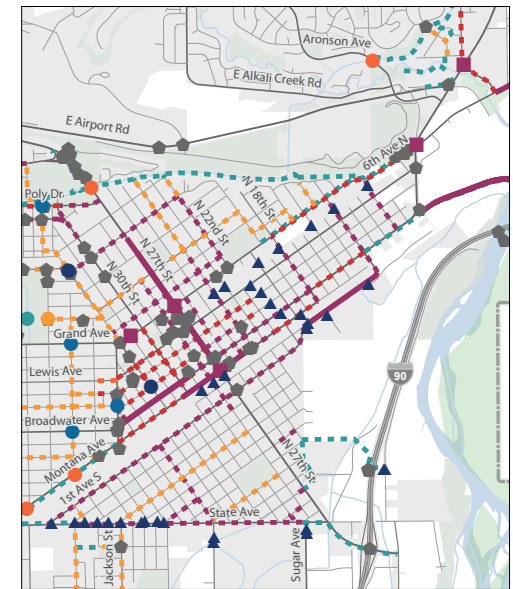 Aronson Ave
E Alkali Creek Rd
E Airport Rd
6th Ave N
Poly Dr
N 18th St
N 22nd St
N 27th St
N 30th St
Grand Ave
90
Lewis Ave
Broadwater Ave
Montana Ave
1st Ave S
N 27th St
State Ave
Jackson St
Sugar Ave